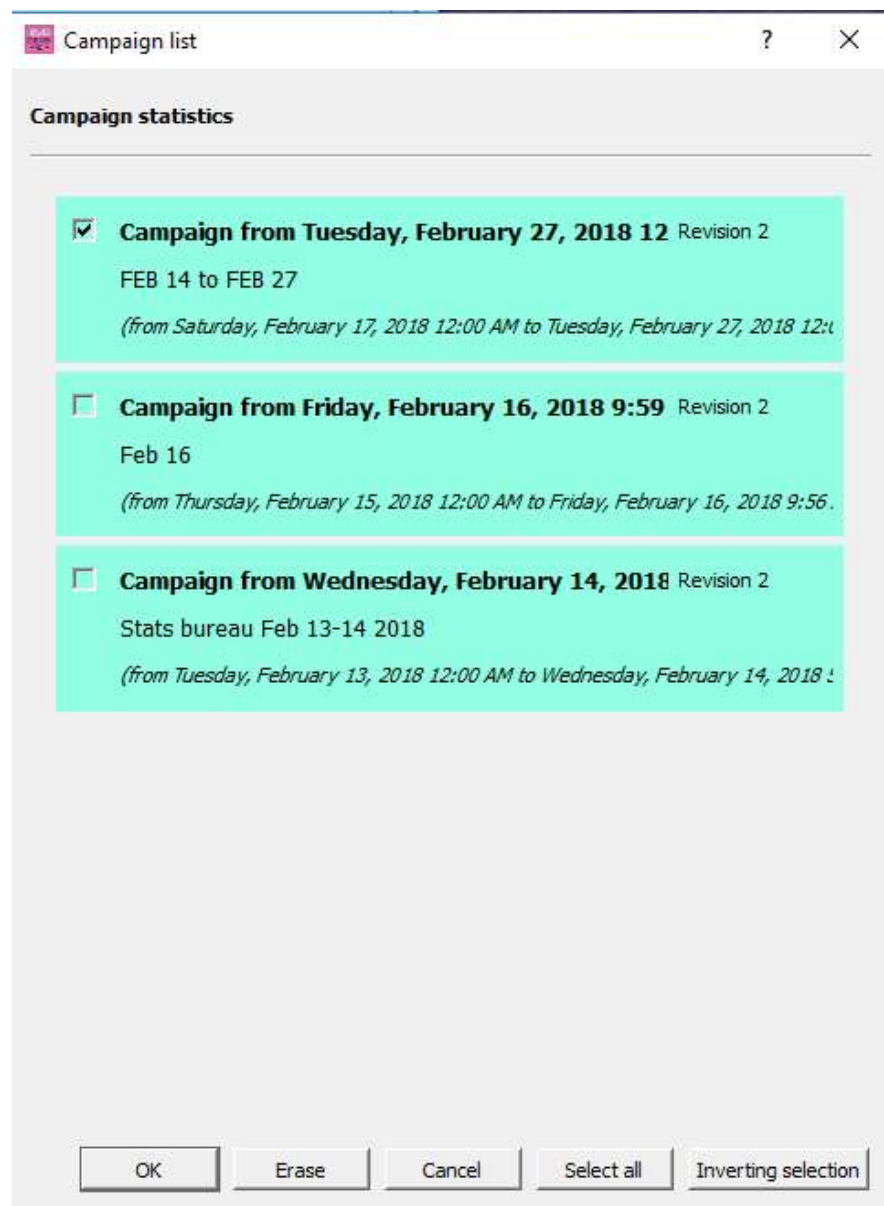 Campaign list ? ×
Campaign statistics
Campaign from Tuesday, February 27, 2018 12 Revision 2
FEB 14 to FEB 27
(from Saturday, February 17, 2018 12:00 AM to Tuesday, February 27, 2018 12:
Campaign from Friday, February 16, 2018 9:59 Revision 2
Feb 16
(from Thursday, February 15, 2018 12:00 AM to Friday, February 16, 2018 9:56
Campaign from Wednesday, February 14, 2018 Revision 2
Stats bureau Feb 13-14 2018
(from Tuesday, February 13, 2018 12:00 AM to Wednesday, February 14, 2018
OK Erase Cancel Select all Inverting selection